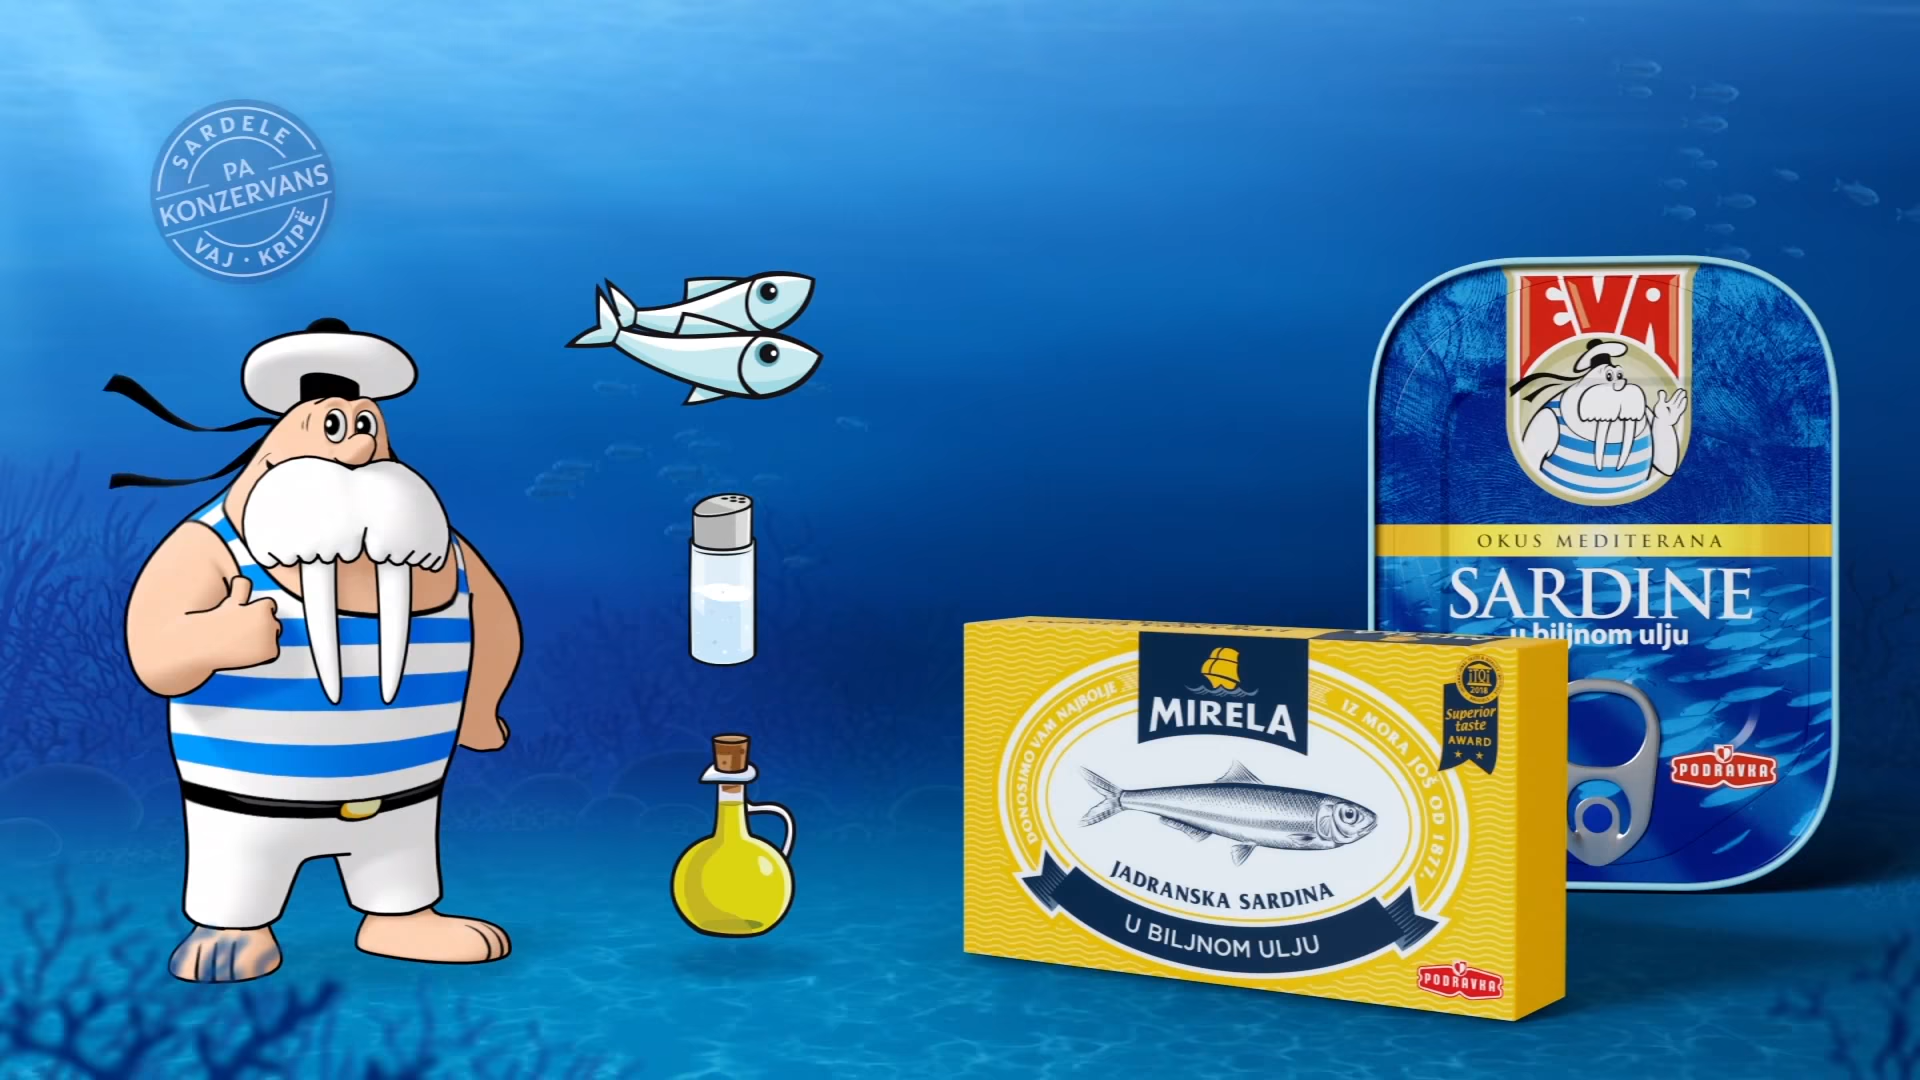 SARDELE
PA
KONZERVANS
VAJ · KRIPË
EVA
OKUS MEDITERANA
SARDINE
u biljnom ulju
PODRAVKA
MIRELA
DONOSIMO VAM NAJBOLJE
IZ MORA JOŠ OD 1877.
2018
Superior
taste
AWARD
JADRANSKA SARDINA
U BILJNOM ULJU
PODRAVKA